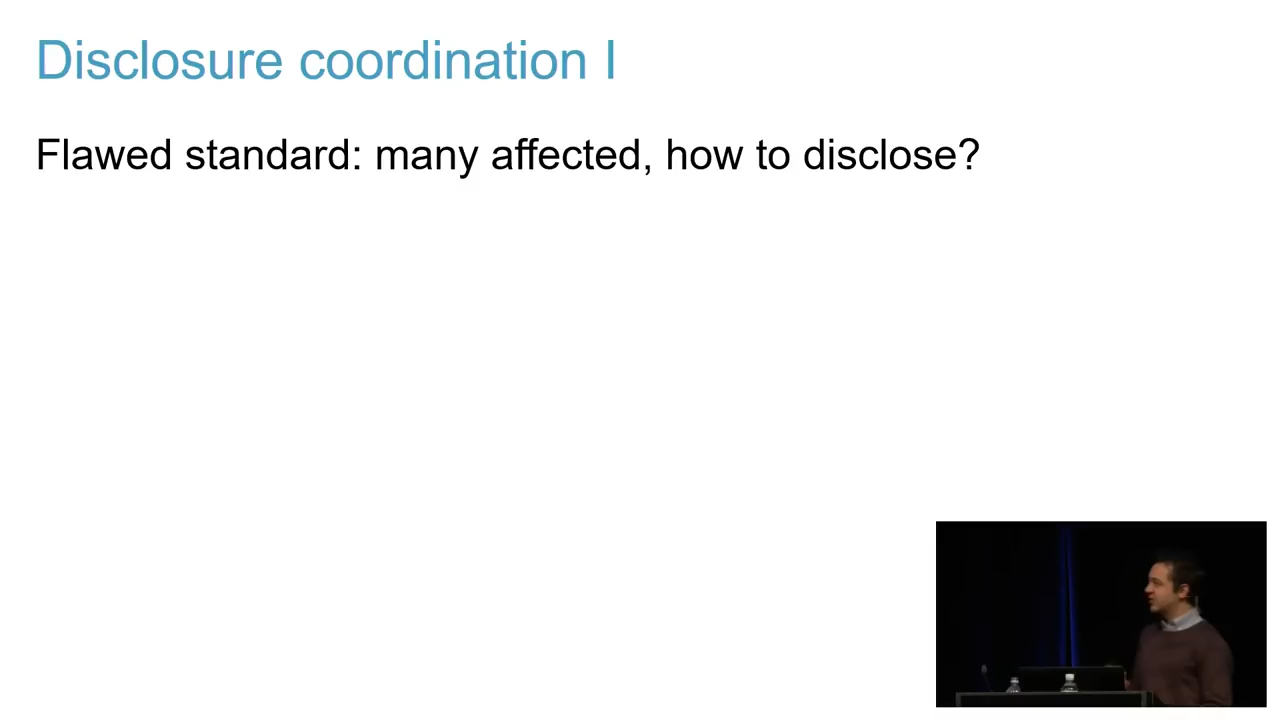 Disclosure coordination I
Flawed standard: many affected, how to disclose?